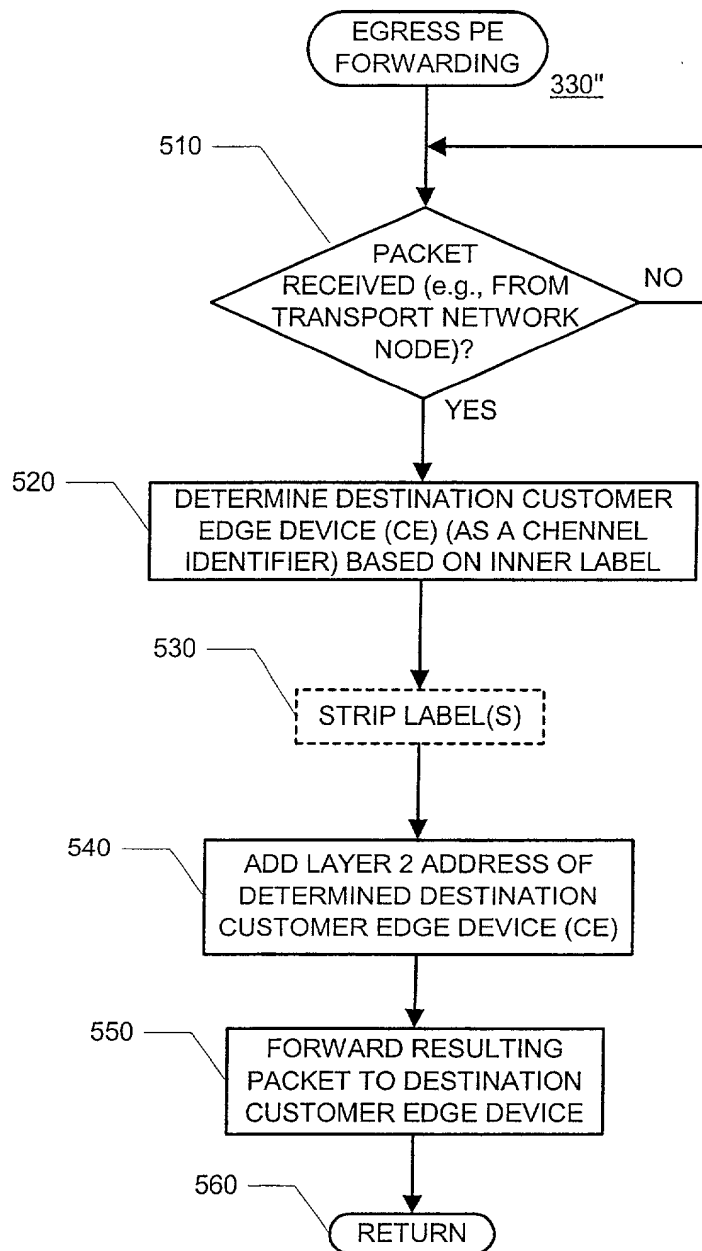 EGRESS PE
FORWARDING
330"
510
PACKET
RECEIVED (e.g., FROM
TRANSPORT NETWORK
NODE)?
NO
YES
520
DETERMINE DESTINATION CUSTOMER
EDGE DEVICE (CE) (AS A CHENNEL
IDENTIFIER) BASED ON INNER LABEL
530
STRIP LABEL(S)
540
ADD LAYER 2 ADDRESS OF
DETERMINED DESTINATION
CUSTOMER EDGE DEVICE (CE)
550
FORWARD RESULTING
PACKET TO DESTINATION
CUSTOMER EDGE DEVICE
560
RETURN